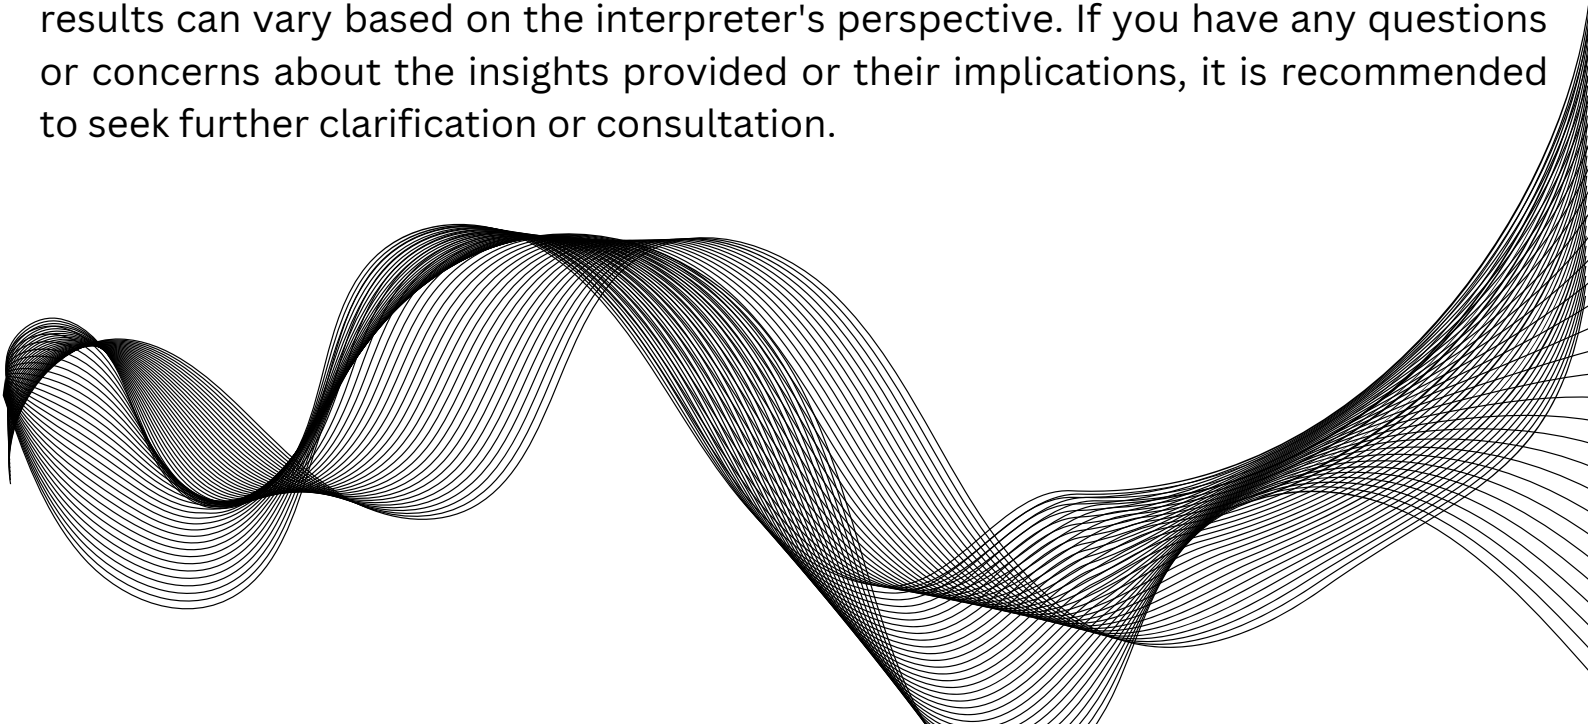 results can vary based on the interpreter's perspective. If you have any questions
or concerns about the insights provided or their implications, it is recommended
to seek further clarification or consultation.